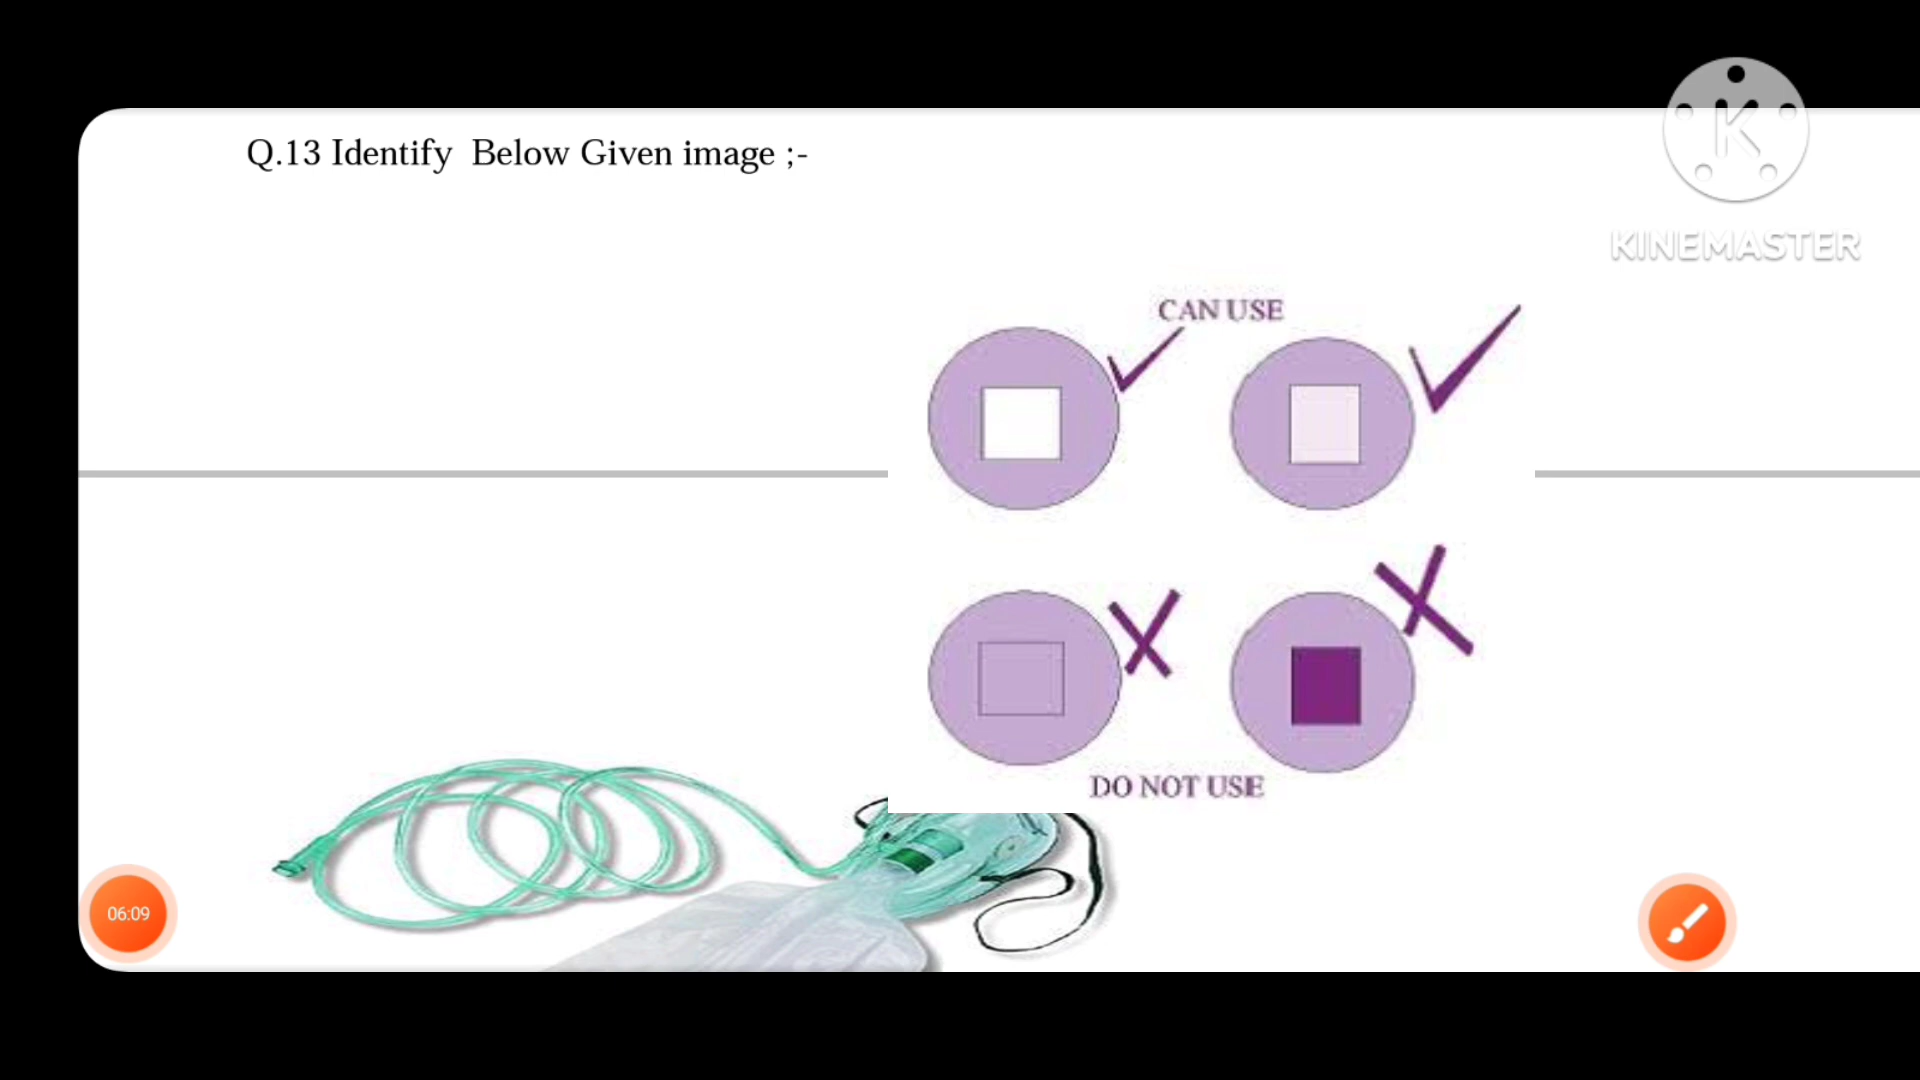 Q.13 Identify Below Given image ;-
KINEMASTER
CAN USE
DO NOT USE
06:09